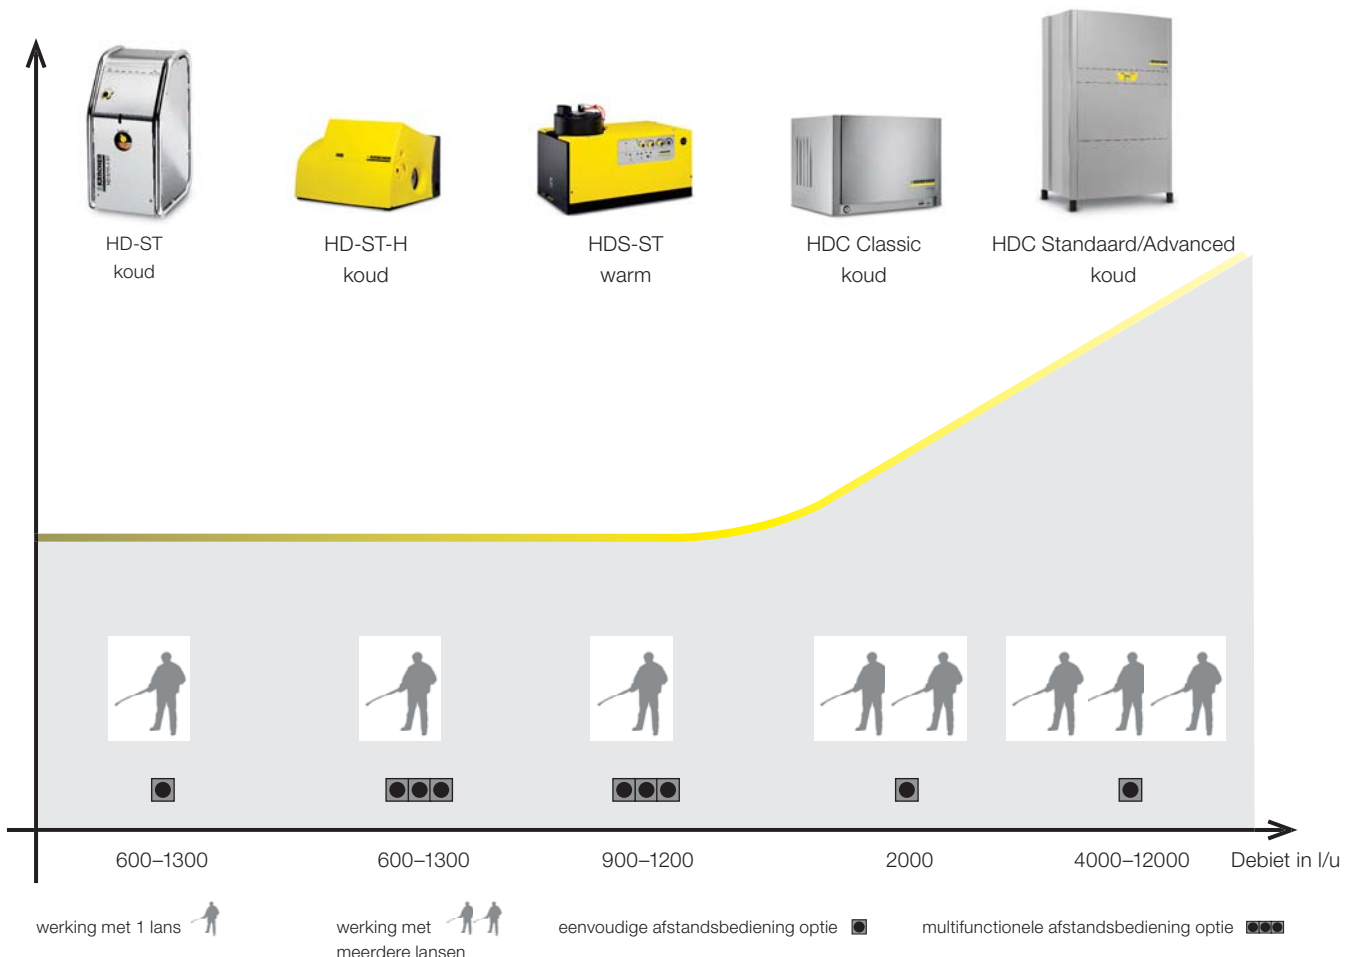 KÄRCHER
KÄRCHER
HD-ST
koud
HD-ST-H
koud
HDS-ST
warm
HDC Classic
koud
HDC Standaard/Advanced
koud
600–1300
600–1300
900–1200
2000
4000–12000
Debiet in l/u
werking met 1 lans
werking met
meerdere lansen
eenvoudige afstandsbediening optie
multifunctionele afstandsbediening optie